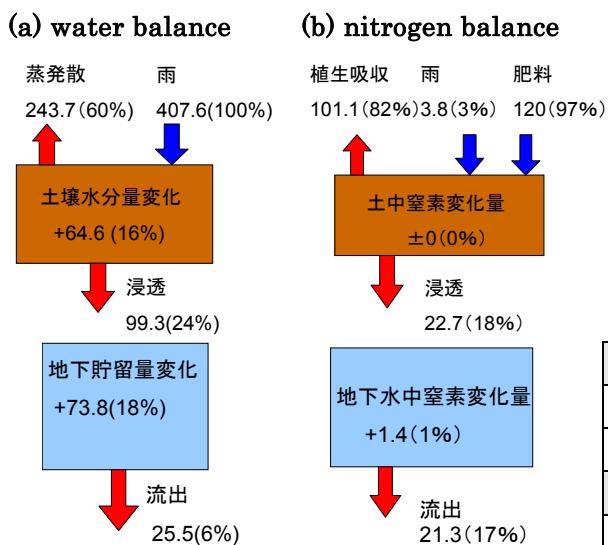 (a) water balance
蒸発散 雨
243.7(60%) 407.6(100%)
土壌水分量変化
+64.6 (16%)
浸透
99.3(24%)
地下貯留量変化
+73.8(18%)
流出
25.5(6%)
(b) nitrogen balance
植生吸収 雨 肥料
101.1(82%)3.8(3%) 120(97%)
土中窒素変化量
±0(0%)
浸透
22.7(18%)
地下水中窒素変化量
+1.4(1%)
流出
21.3(17%)